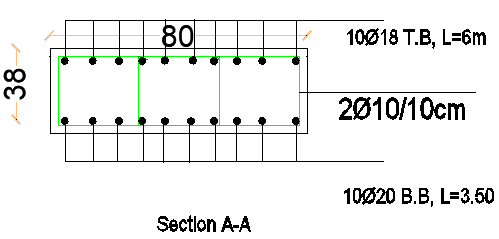 80
10Ø18 T.B, L=6m
38
2Ø10/10cm
10Ø20 B.B, L=3.50
Section A-A